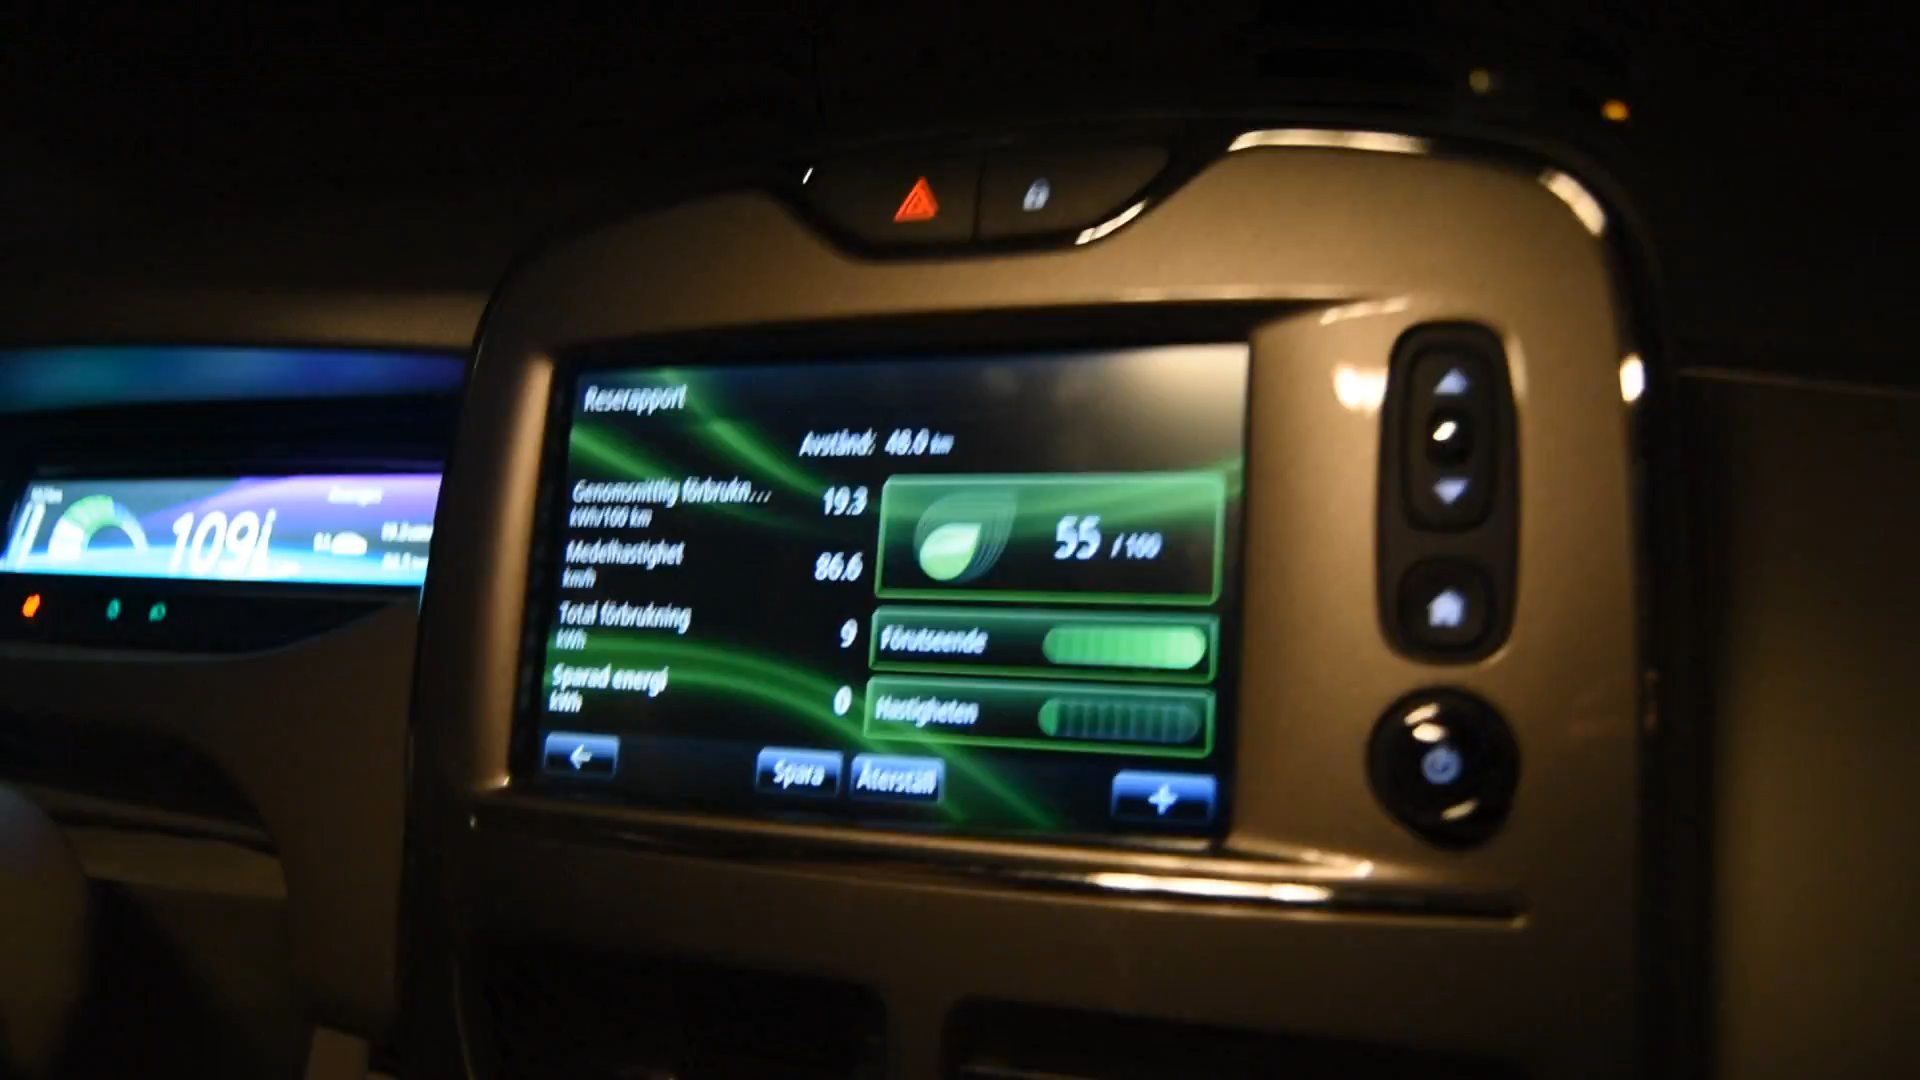 Reserapport
Avstånd: 48.0 km
Genomsnittlig förbrukn... 19.3
kWh/100 km
Medelhastighet 86.6
km/h
Total förbrukning 9
kWh
Sparad energi 0
kWh
55 /100
Förutseende
Hastigheten
Spara
Återställ
109